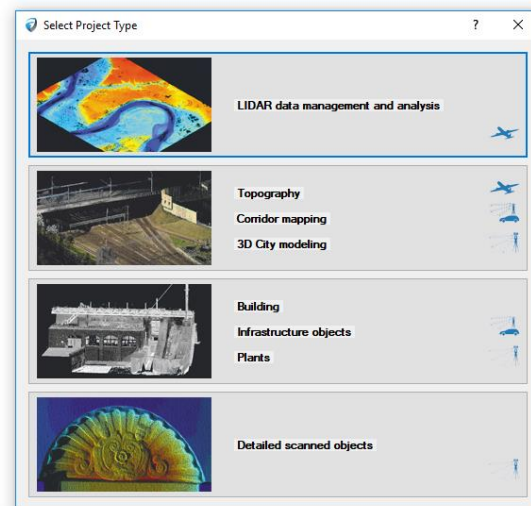 Select Project Type
LIDAR data management and analysis
Topography
Corridor mapping
3D City modeling
Building
Infrastructure objects
Plants
Detailed scanned objects